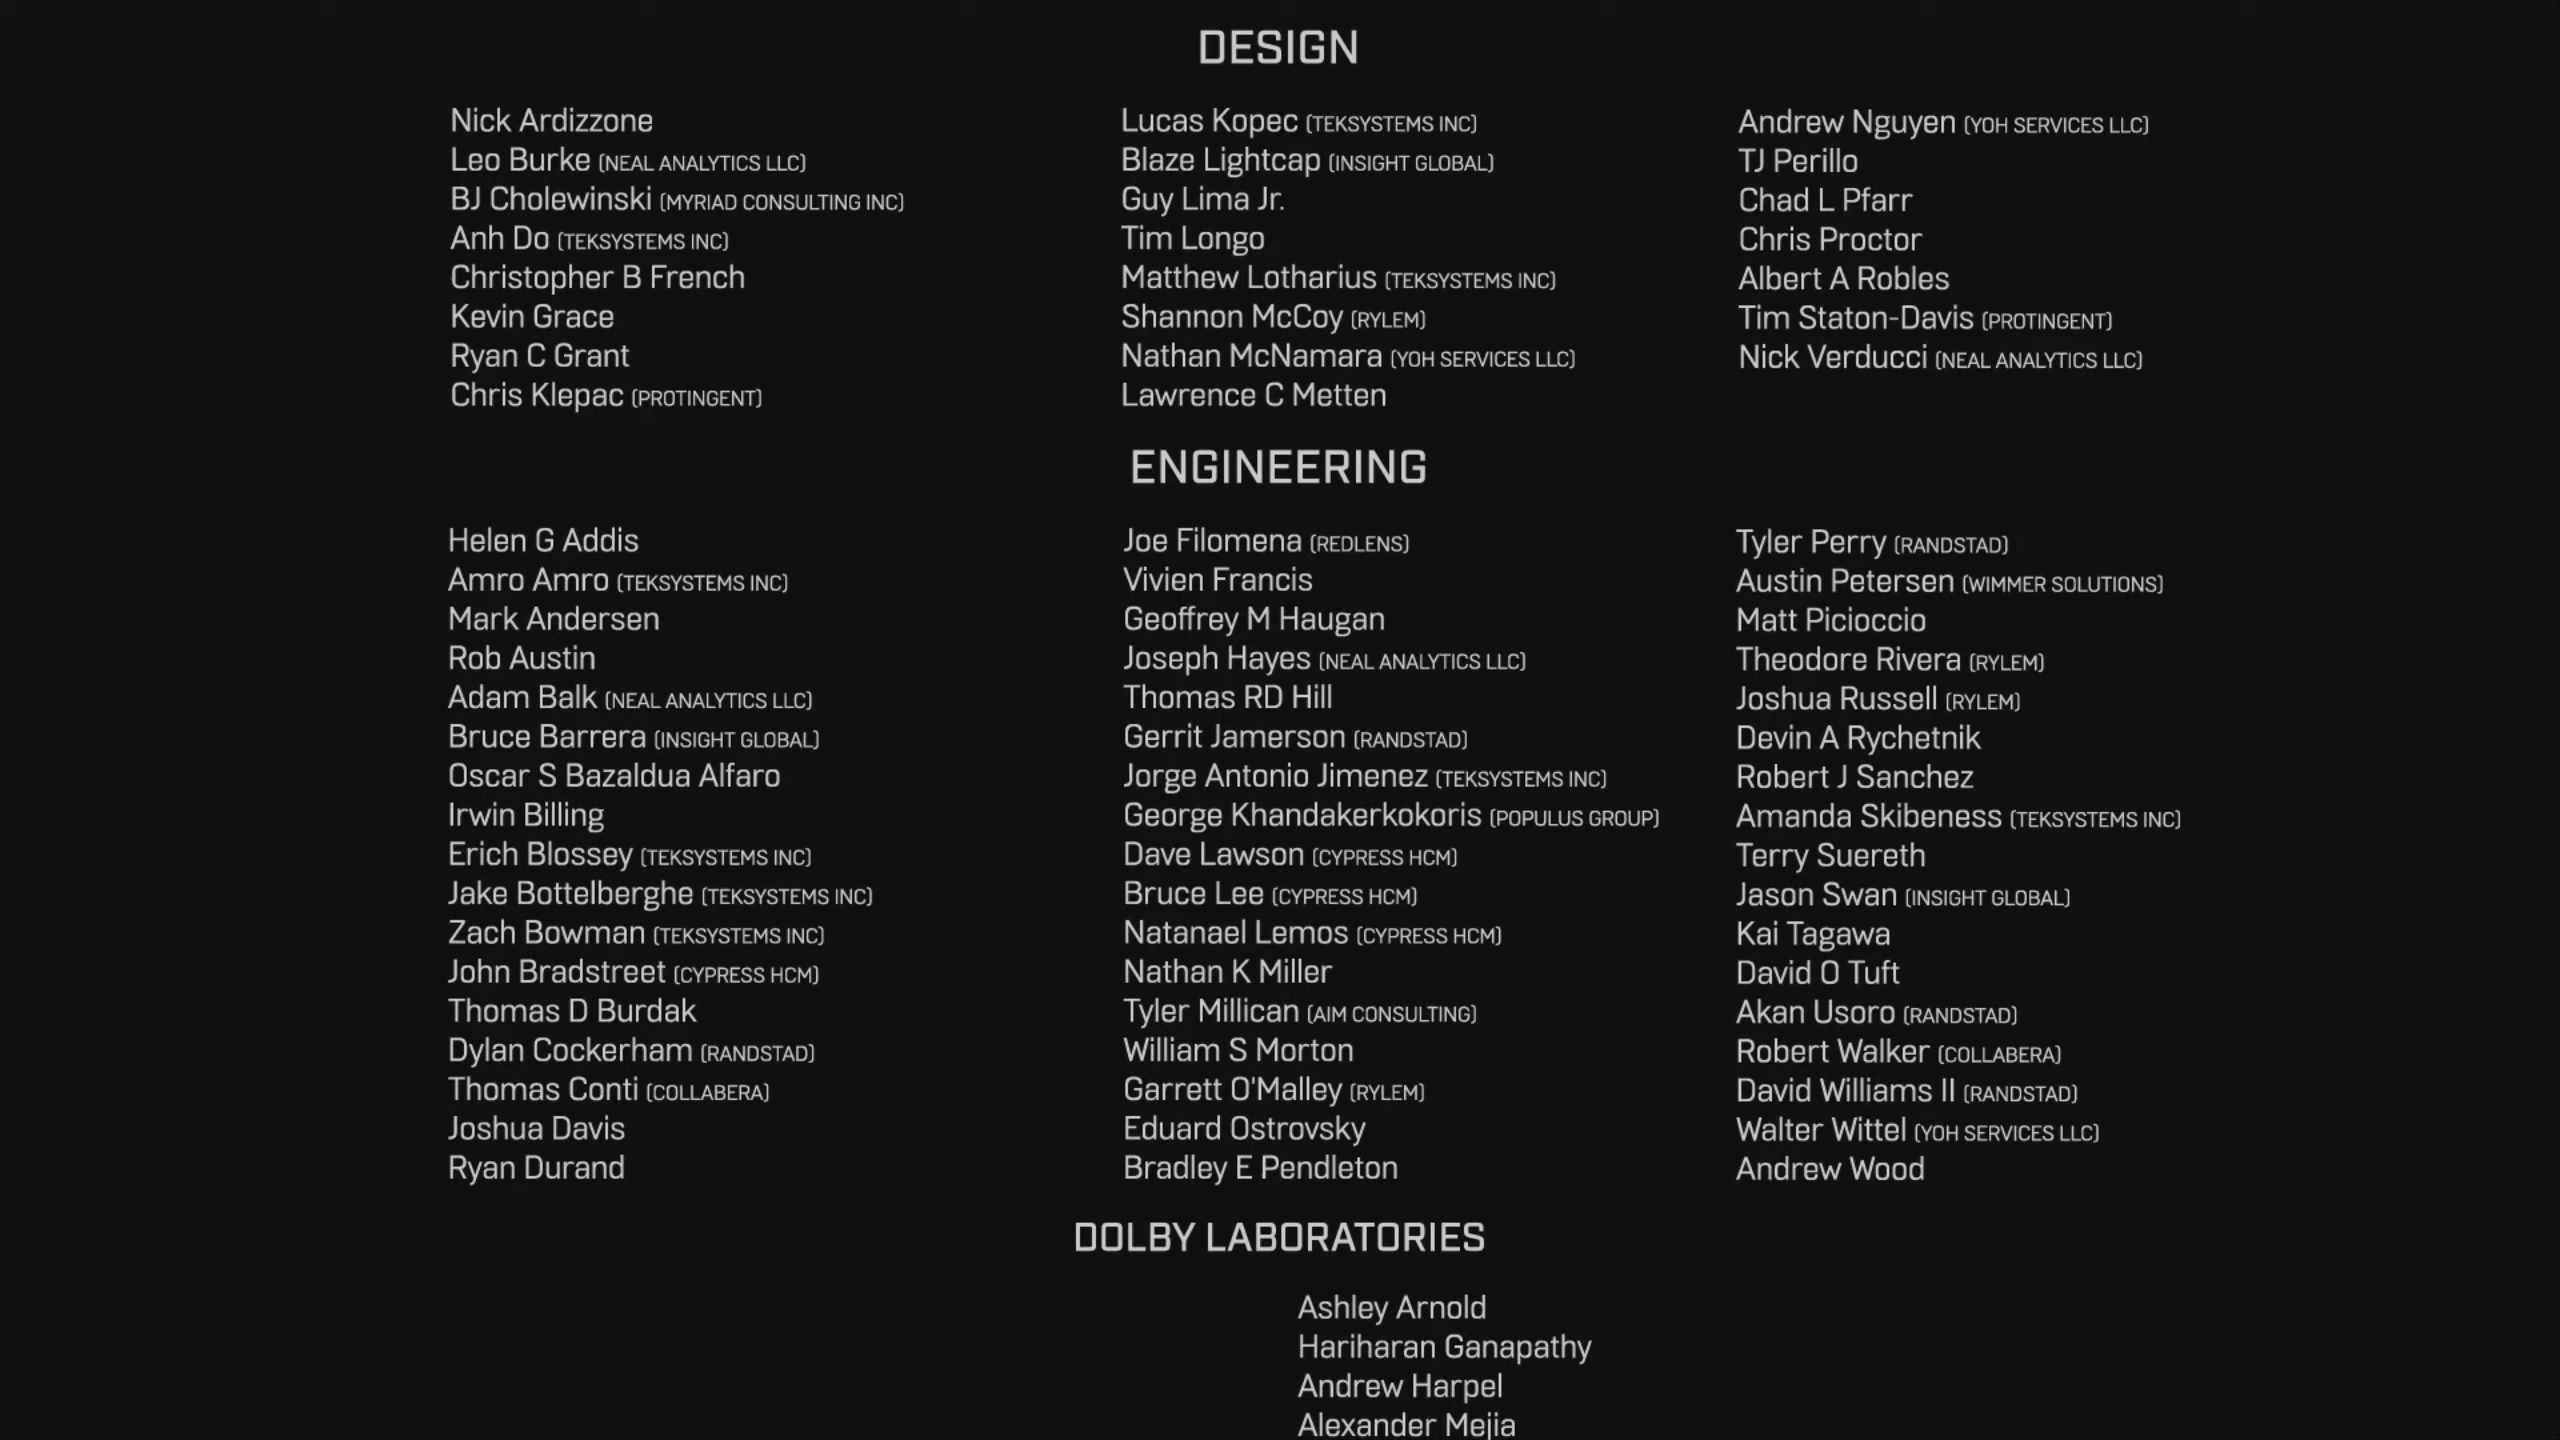 DESIGN
Nick Ardizzone
Leo Burke (NEAL ANALYTICS LLC)
BJ Cholewinski (MYRIAD CONSULTING INC)
Anh Do (TEKSYSTEMS INC)
Christopher B French
Kevin Grace
Ryan C Grant
Chris Klepac (PROTINGENT)
Lucas Kopec (TEKSYSTEMS INC)
Blaze Lightcap (INSIGHT GLOBAL)
Guy Lima Jr.
Tim Longo
Matthew Lotharius (TEKSYSTEMS INC)
Shannon McCoy (RYLEM)
Nathan McNamara (YOH SERVICES LLC)
Lawrence C Metten
Andrew Nguyen (YOH SERVICES LLC)
TJ Perillo
Chad L Pfarr
Chris Proctor
Albert A Robles
Tim Staton-Davis (PROTINGENT)
Nick Verducci (NEAL ANALYTICS LLC)
ENGINEERING
Helen G Addis
Amro Amro (TEKSYSTEMS INC)
Mark Andersen
Rob Austin
Adam Balk (NEAL ANALYTICS LLC)
Bruce Barrera (INSIGHT GLOBAL)
Oscar S Bazaldua Alfaro
Irwin Billing
Erich Blossey (TEKSYSTEMS INC)
Jake Bottelberghe (TEKSYSTEMS INC)
Zach Bowman (TEKSYSTEMS INC)
John Bradstreet (CYPRESS HCM)
Thomas D Burdak
Dylan Cockerham (RANDSTAD)
Thomas Conti (COLLABERA)
Joshua Davis
Ryan Durand
Joe Filomena (REDLENS)
Vivien Francis
Geoffrey M Haugan
Joseph Hayes (NEAL ANALYTICS LLC)
Thomas RD Hill
Gerrit Jamerson (RANDSTAD)
Jorge Antonio Jimenez (TEKSYSTEMS INC)
George Khandakerkokoris (POPULUS GROUP)
Dave Lawson (CYPRESS HCM)
Bruce Lee (CYPRESS HCM)
Natanael Lemos (CYPRESS HCM)
Nathan K Miller
Tyler Millican (AIM CONSULTING)
William S Morton
Garrett O'Malley (RYLEM)
Eduard Ostrovsky
Bradley E Pendleton
Tyler Perry (RANDSTAD)
Austin Petersen (WIMMER SOLUTIONS)
Matt Picioccio
Theodore Rivera (RYLEM)
Joshua Russell (RYLEM)
Devin A Rychetnik
Robert J Sanchez
Amanda Skibeness (TEKSYSTEMS INC)
Terry Suereth
Jason Swan (INSIGHT GLOBAL)
Kai Tagawa
David O Tuft
Akan Usoro (RANDSTAD)
Robert Walker (COLLABERA)
David Williams II (RANDSTAD)
Walter Wittel (YOH SERVICES LLC)
Andrew Wood
DOLBY LABORATORIES
Ashley Arnold
Hariharan Ganapathy
Andrew Harpel
Alexander Mejia